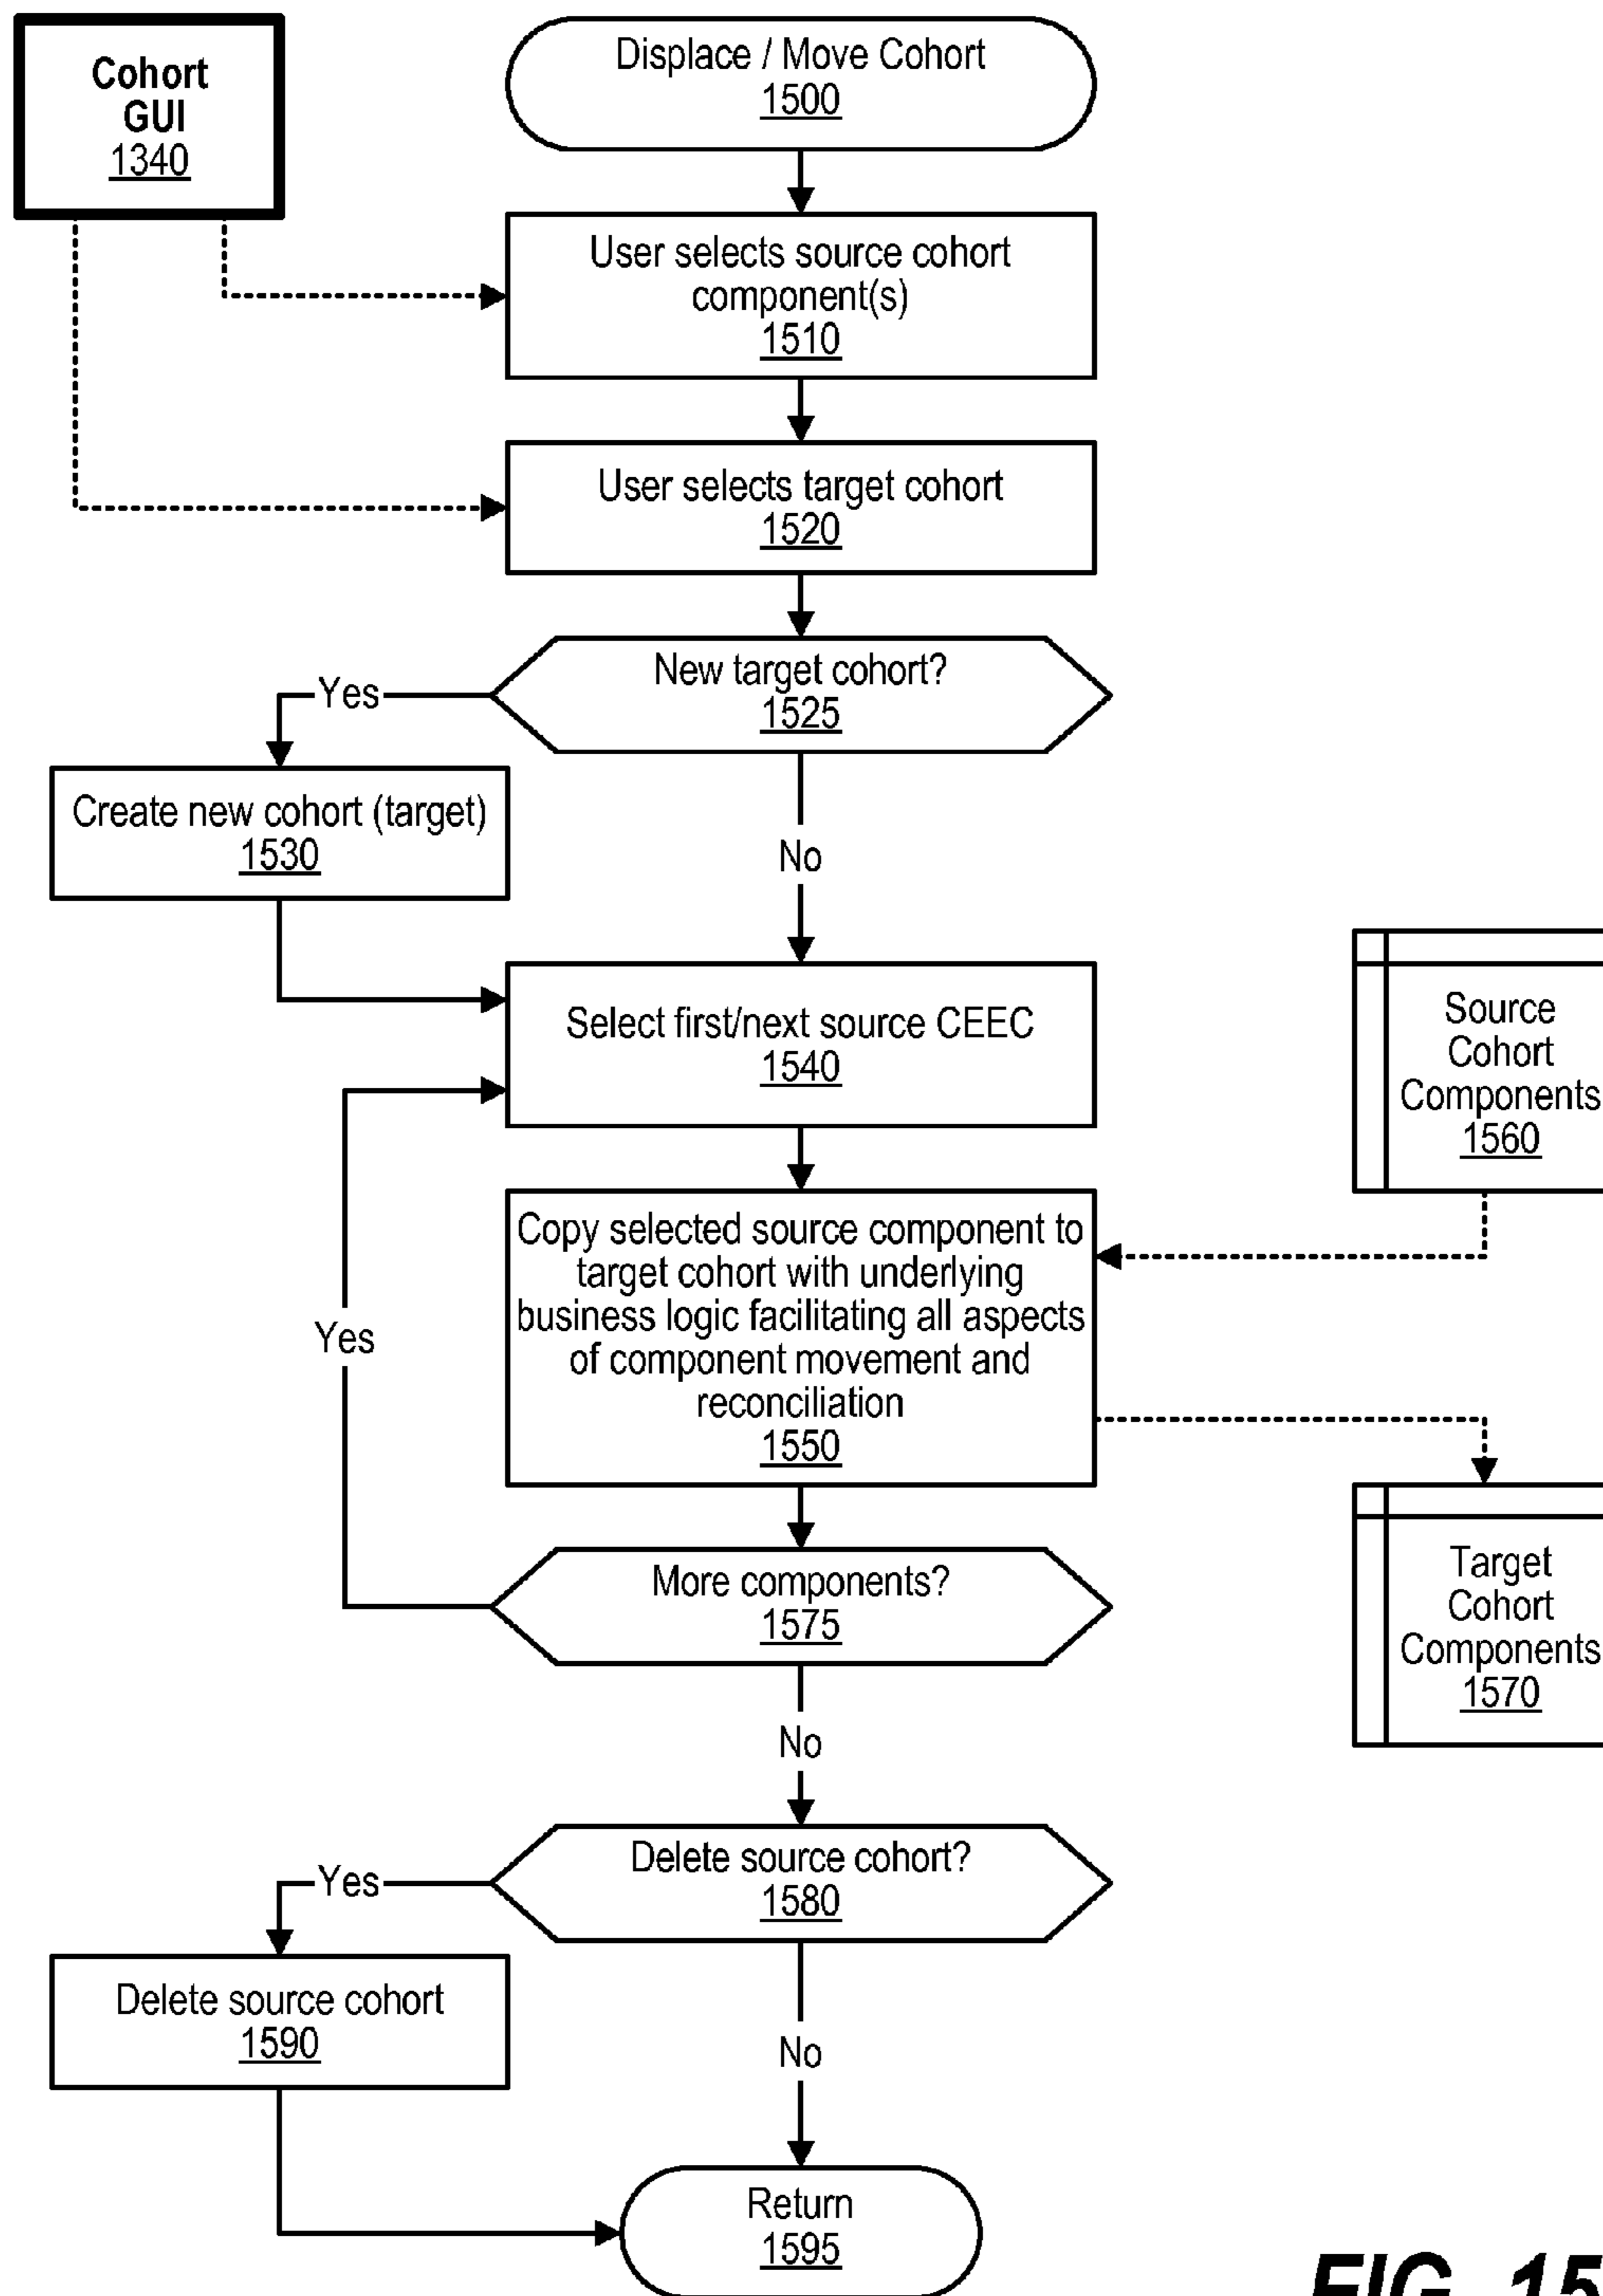 Cohort
GUI
1340
Displace / Move Cohort
1500
User selects source cohort
component(s)
1510
User selects target cohort
1520
New target cohort?
1525
Yes
Create new cohort (target)
1530
No
Select first/next source CEEC
1540
Source
Cohort
Components
1560
Copy selected source component to
target cohort with underlying
business logic facilitating all aspects
of component movement and
reconciliation
1550
Yes
Target
Cohort
Components
1570
More components?
1575
No
Delete source cohort?
1580
Yes
Delete source cohort
1590
No
Return
1595
FIG. 15